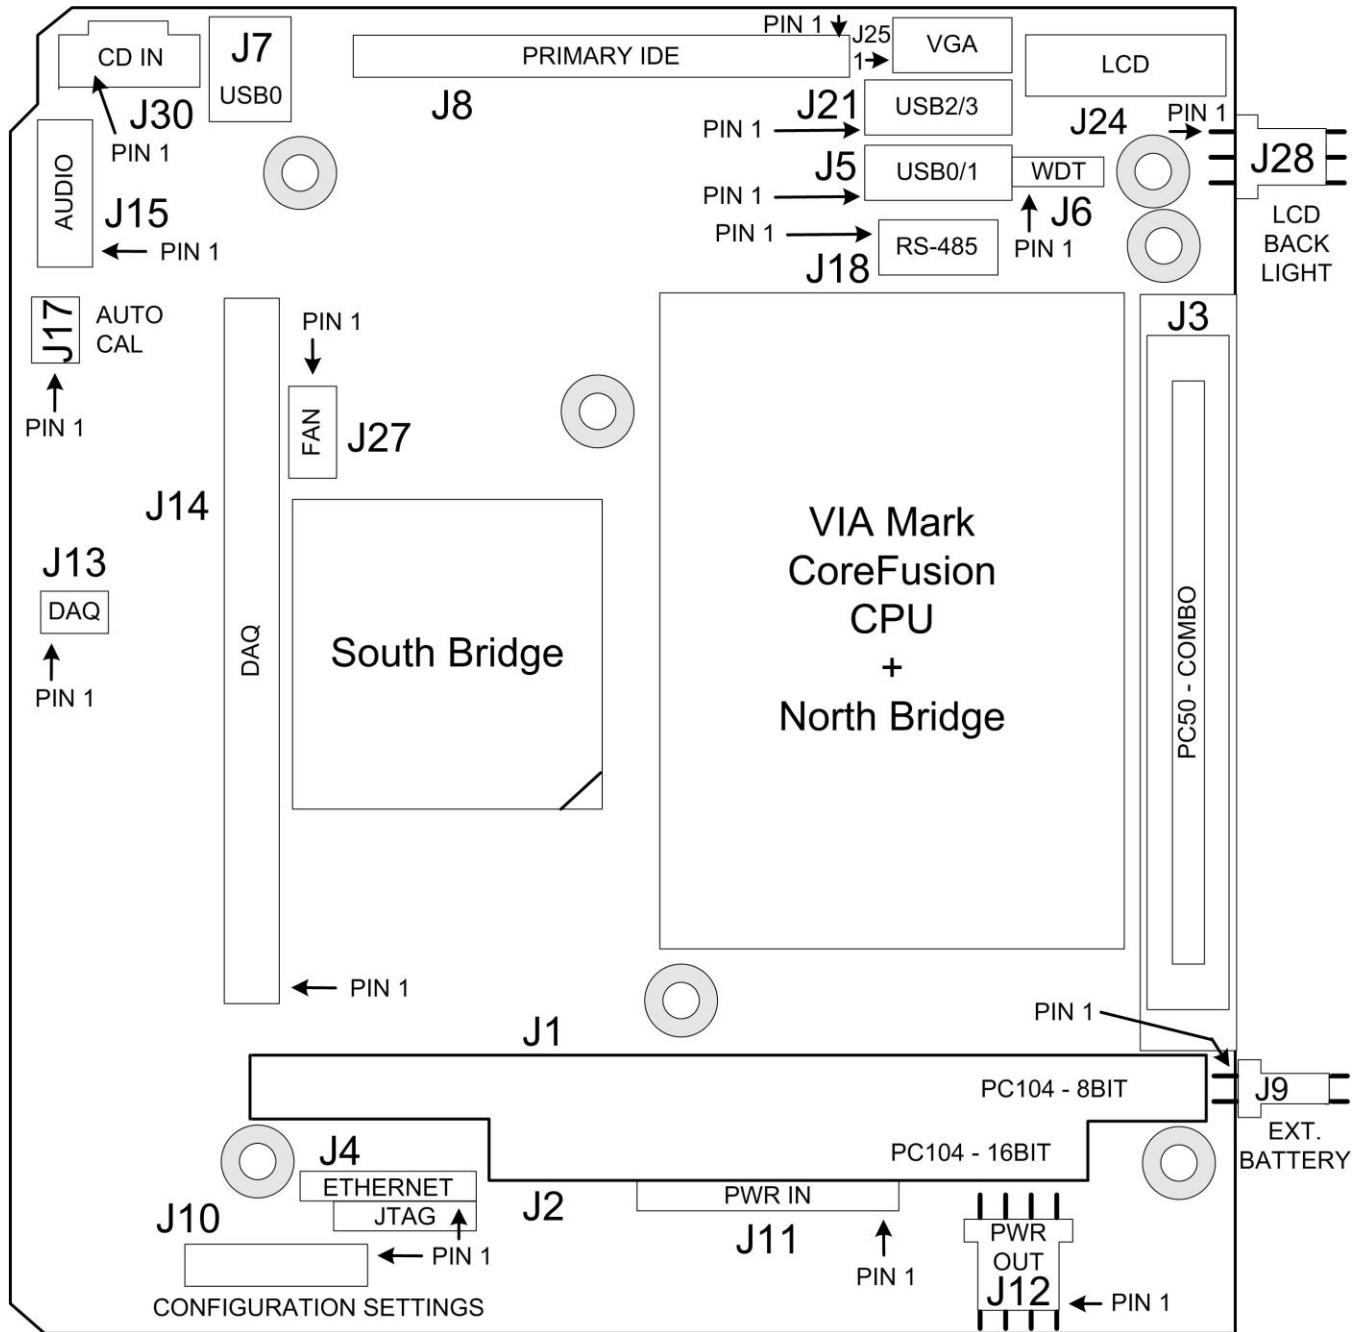 PIN 1
J25
1
VGA
LCD
CD IN
J7
USB0
PRIMARY IDE
J30
PIN 1
J8
J21
USB2/3
PIN 1
J24
PIN 1
J28
LCD
BACK
LIGHT
AUDIO
J15
PIN 1
J5
USB0/1
PIN 1
WDT
J6
PIN 1
PIN 1
RS-485
J18
J17
AUTO
CAL
PIN 1
PIN 1
FAN
J27
J3
J14
DAQ
J13
DAQ
PIN 1
South Bridge
VIA Mark
CoreFusion
CPU
+
North Bridge
PC50 - COMBO
PIN 1
PIN 1
J1
PC104 - 8BIT
J9
EXT.
BATTERY
PC104 - 16BIT
J4
ETHERNET
JTAG
J2
PWR IN
J11
PIN 1
J10
PIN 1
CONFIGURATION SETTINGS
PWR
OUT
J12
PIN 1